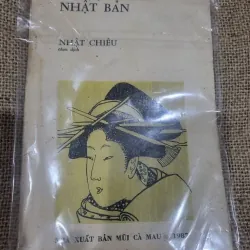 NHẬT BẢN
NHẬT CHIÊU
XUẤT BẢN MŨI CÀ MAU